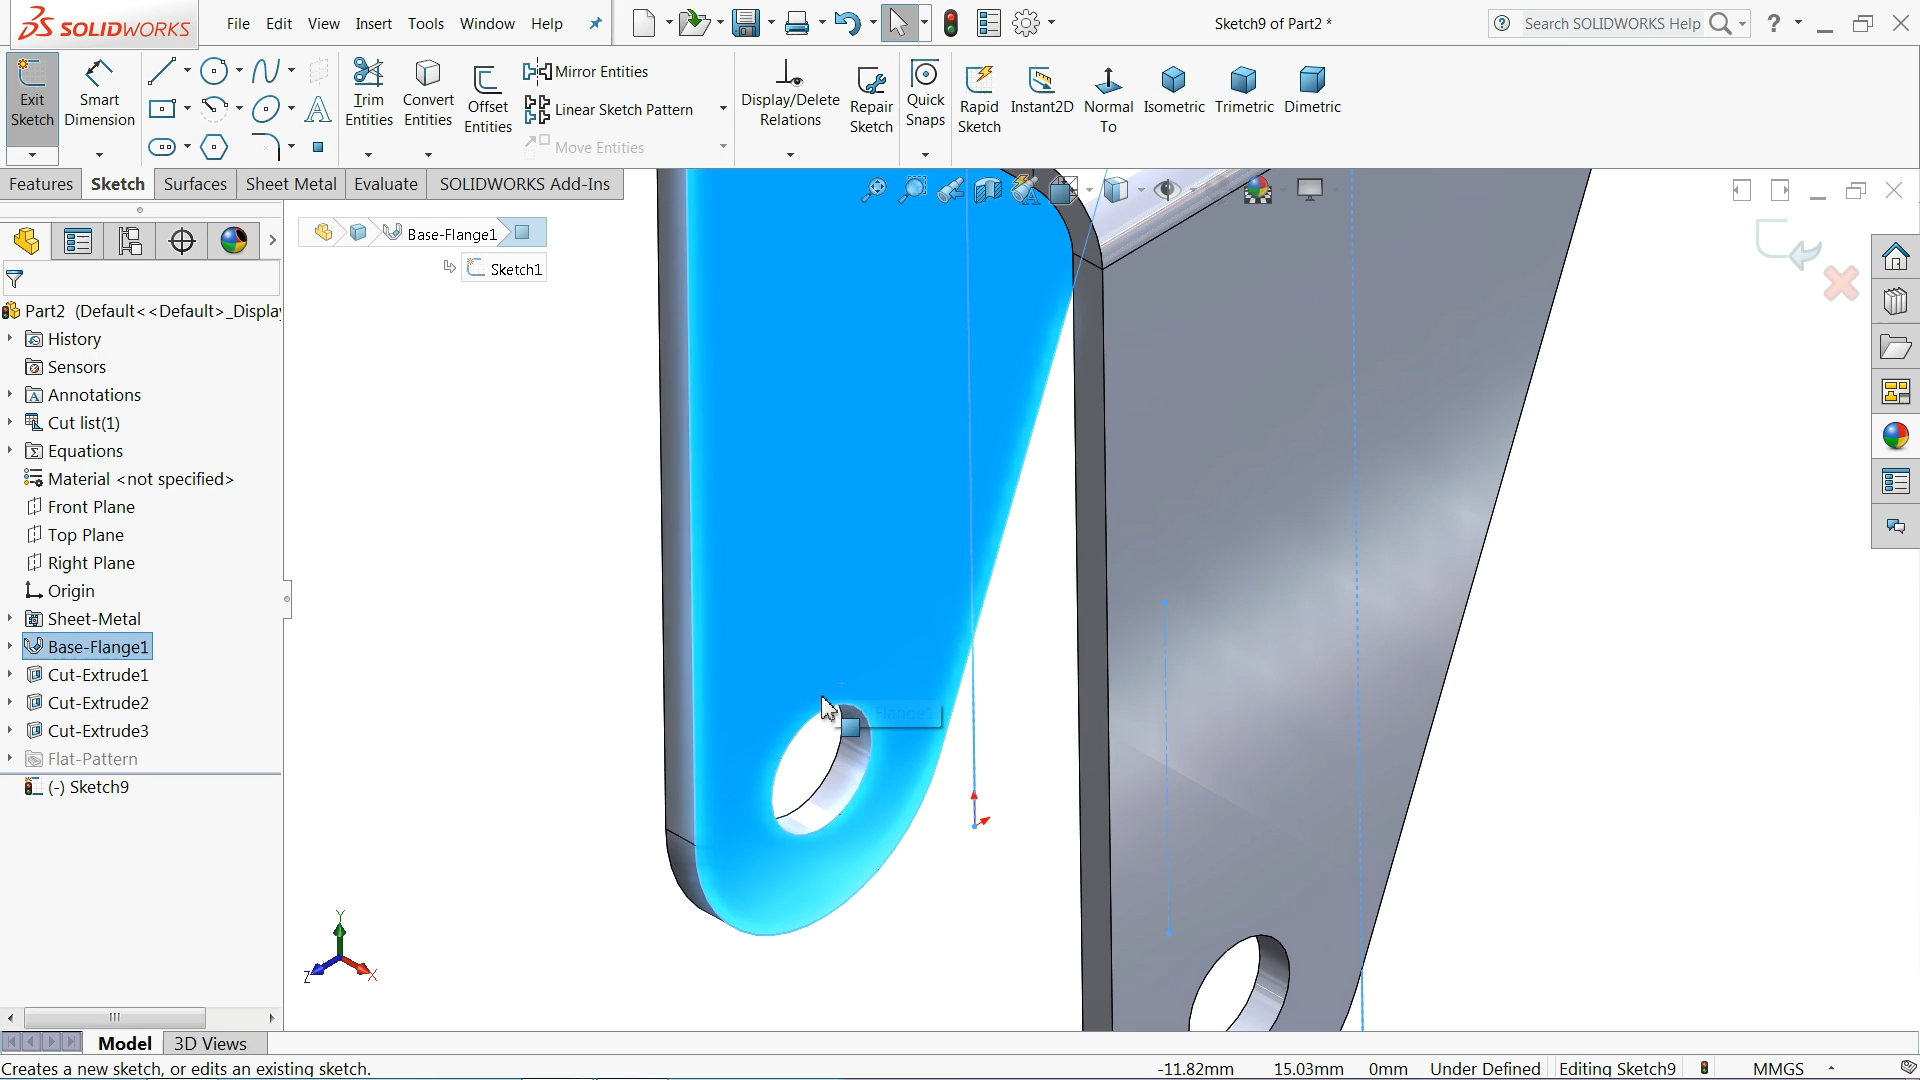 SOLIDWORKS
File Edit View Insert Tools Window Help
Sketch9 of Part2 *
Search SOLIDWORKS Help
?
Exit Sketch
Smart Dimension
Trim Entities
Convert Entities
Offset Entities
Mirror Entities
Linear Sketch Pattern
Move Entities
Display/Delete Relations
Repair Sketch
Quick Snaps
Rapid Sketch
Instant2D
Normal To
Isometric
Trimetric
Dimetric
Features Sketch Surfaces Sheet Metal Evaluate SOLIDWORKS Add-Ins
Base-Flange1
Sketch1
Part2 (Default<<Default>_Display
History
Sensors
Annotations
Cut list(1)
Equations
Material <not specified>
Front Plane
Top Plane
Right Plane
Origin
Sheet-Metal
Base-Flange1
Cut-Extrude1
Cut-Extrude2
Cut-Extrude3
Flat-Pattern
(-) Sketch9
Y
Z
X
Model 3D Views
Creates a new sketch, or edits an existing sketch.
-11.82mm 15.03mm 0mm Under Defined Editing Sketch9 MMGS